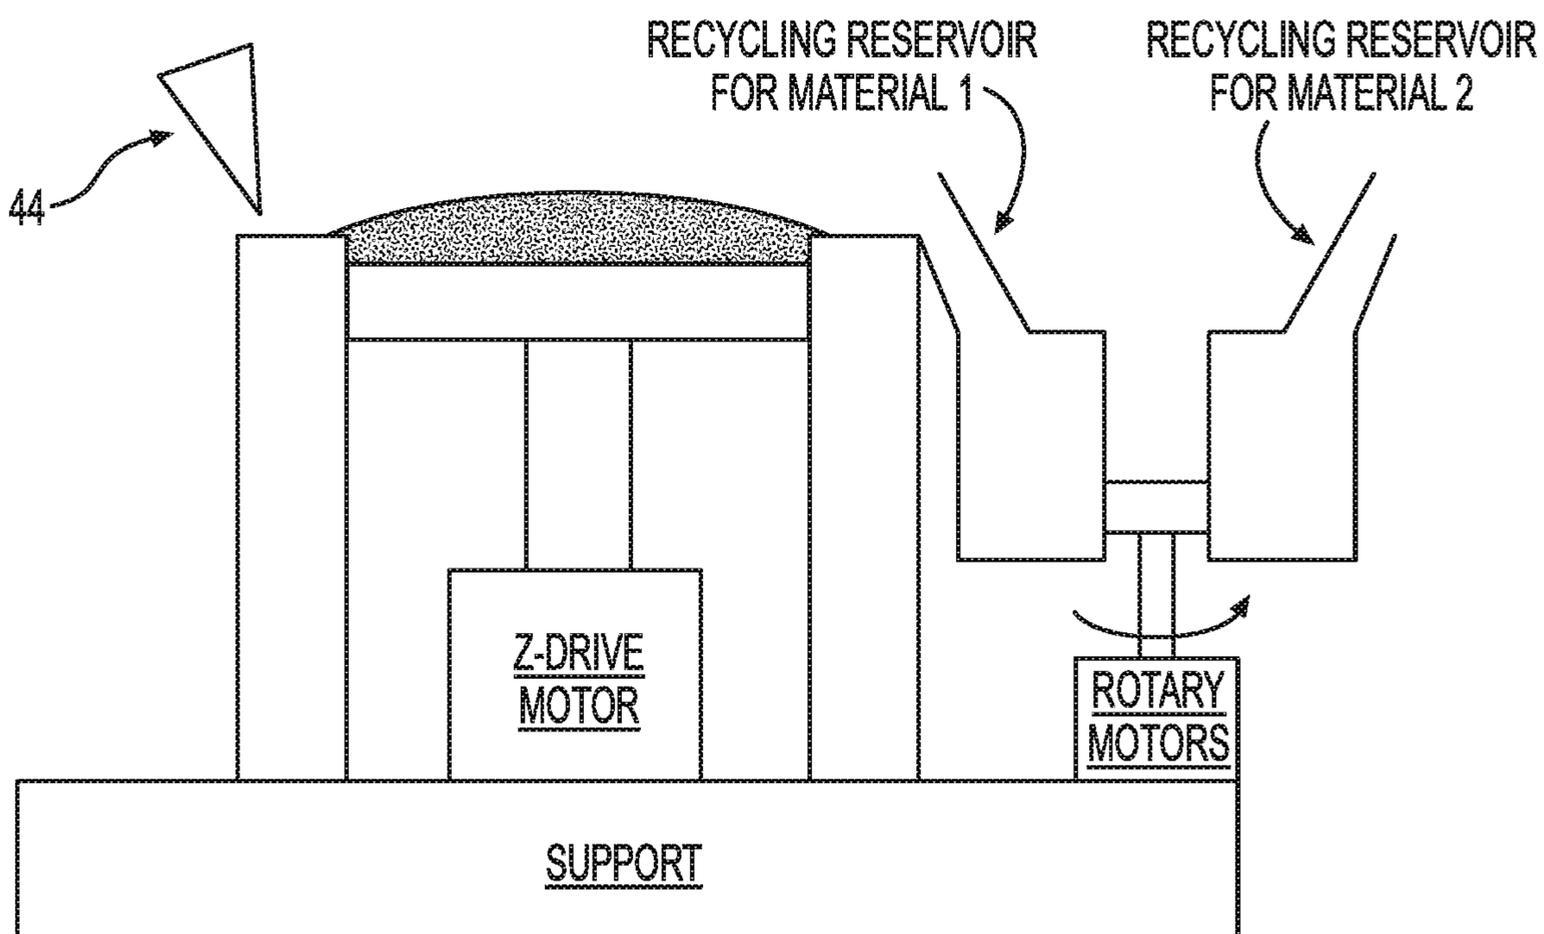 RECYCLING RESERVOIR
FOR MATERIAL 1
RECYCLING RESERVOIR
FOR MATERIAL 2
44
Z-DRIVE
MOTOR
ROTARY
MOTORS
SUPPORT